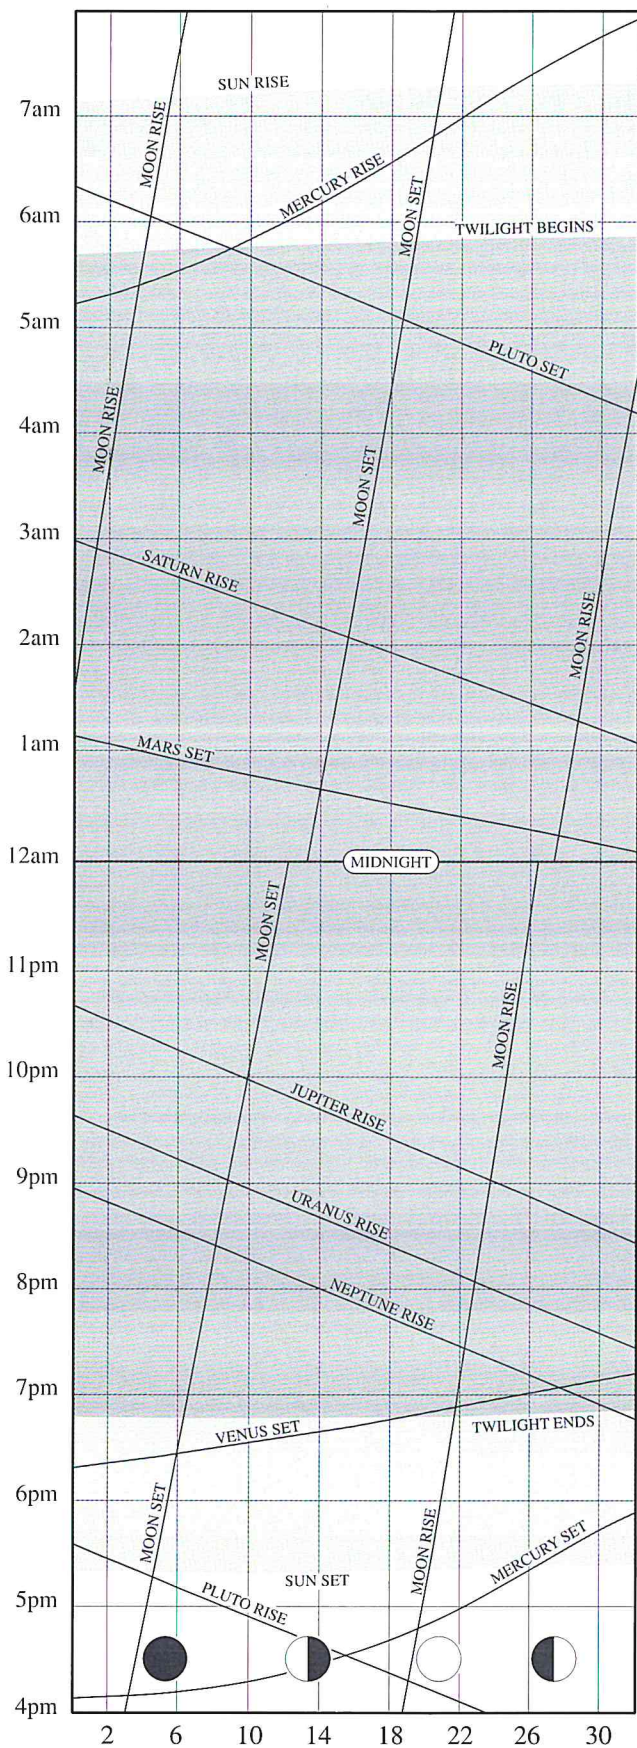 SUN RISE
7am
MOON RISE
MERCURY RISE
MOON SET
6am
TWILIGHT BEGINS
5am
PLUTO SET
4am
MOON RISE
MOON SET
3am
SATURN RISE
MOON RISE
2am
1am
MARS SET
12am
MIDNIGHT
MOON SET
11pm
MOON RISE
10pm
JUPITER RISE
9pm
URANUS RISE
8pm
NEPTUNE RISE
7pm
VENUS SET
TWILIGHT ENDS
6pm
MOON SET
MOON RISE
MERCURY SET
SUN SET
5pm
PLUTO RISE
4pm
2 6 10 14 18 22 26 30